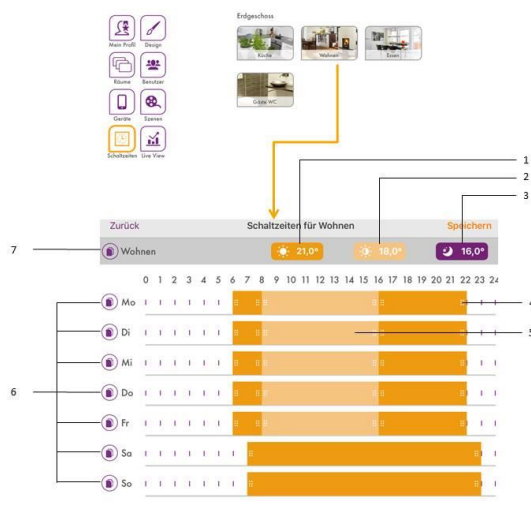 Erdgeschoss
Mein Profil Design
Räume Benutzer
Geräte Szenen
Schaltzeiten Live View
Küche Wohnen Essen
Gäste WC
1
2
3
Zurück Schaltzeiten für Wohnen Speichern
7 Wohnen 21,0° 18,0° 16,0°
0 1 2 3 4 5 6 7 8 9 10 11 12 13 14 15 16 17 18 19 20 21 22 23 24
Mo
Di 5
Mi
6 Do
Fr
Sa
So